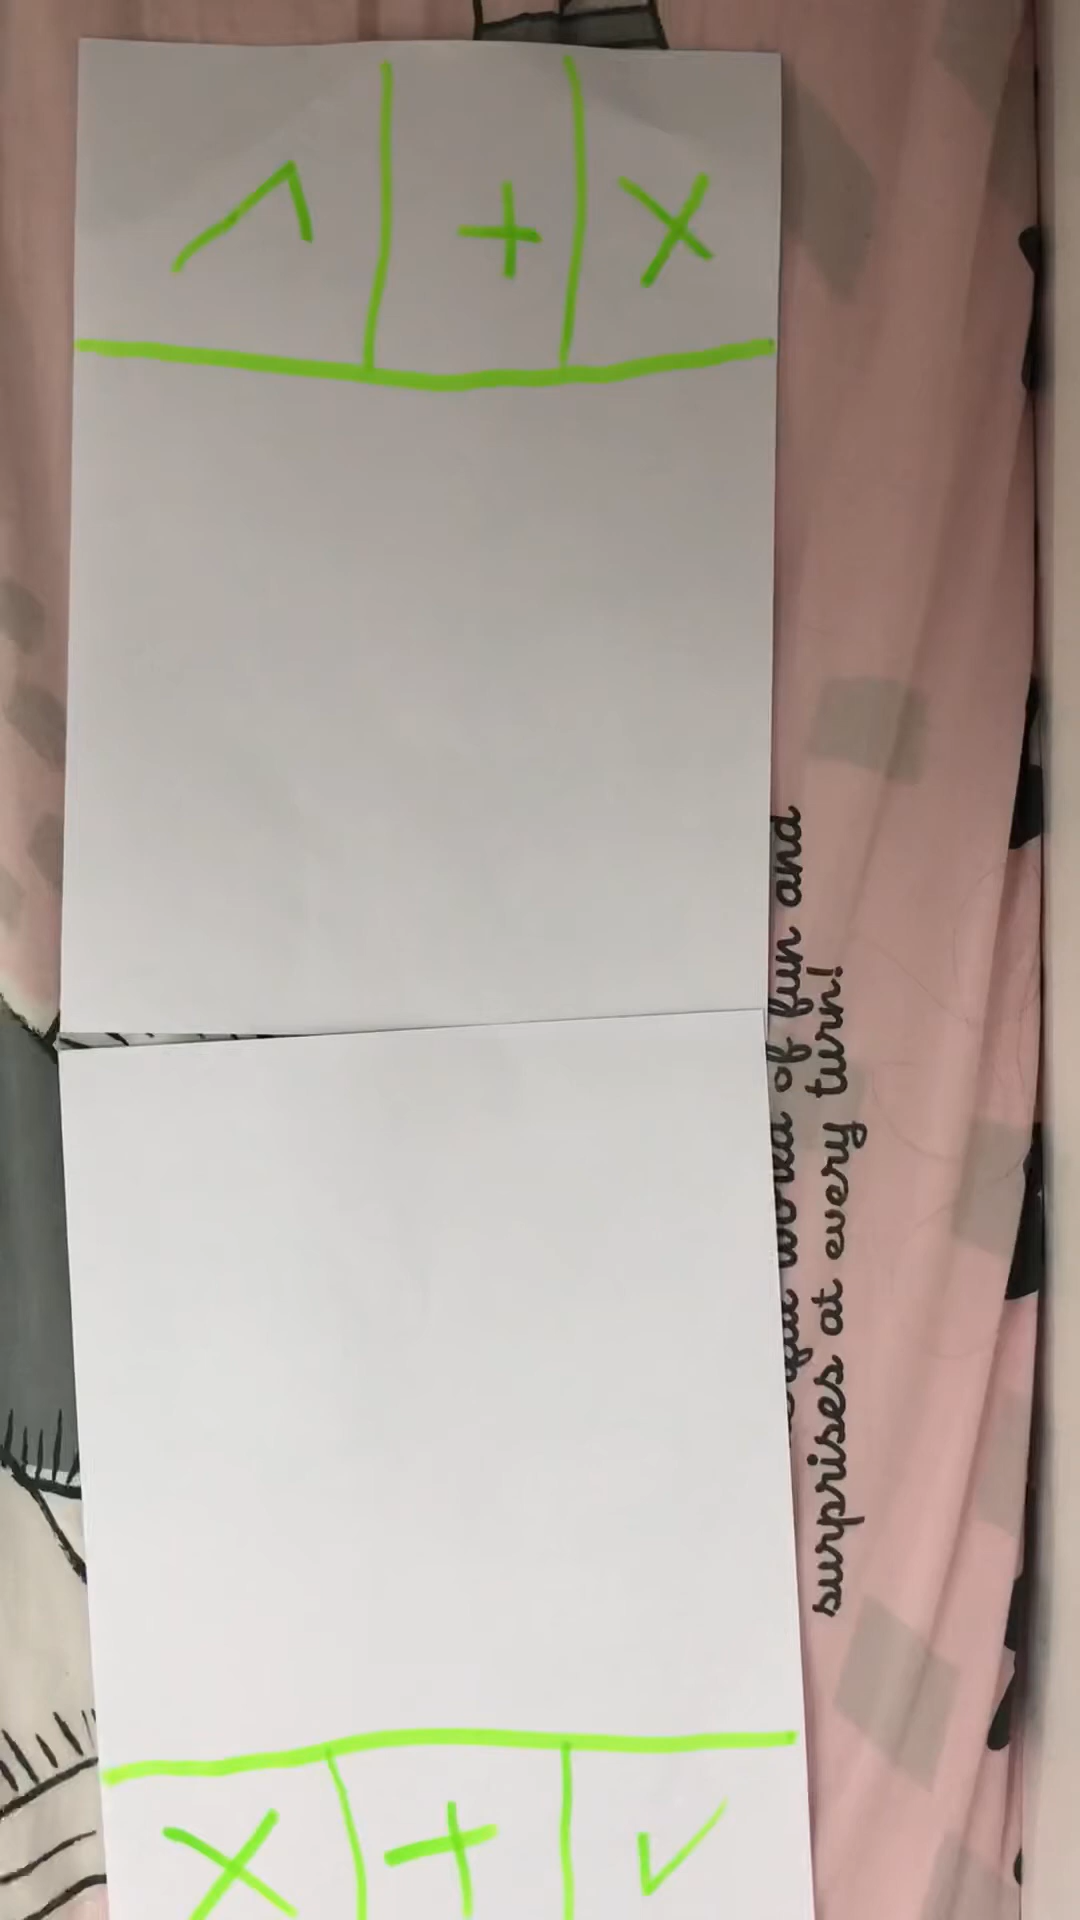 of fun and
surprises at every turn!
X + ✓
X + ✓